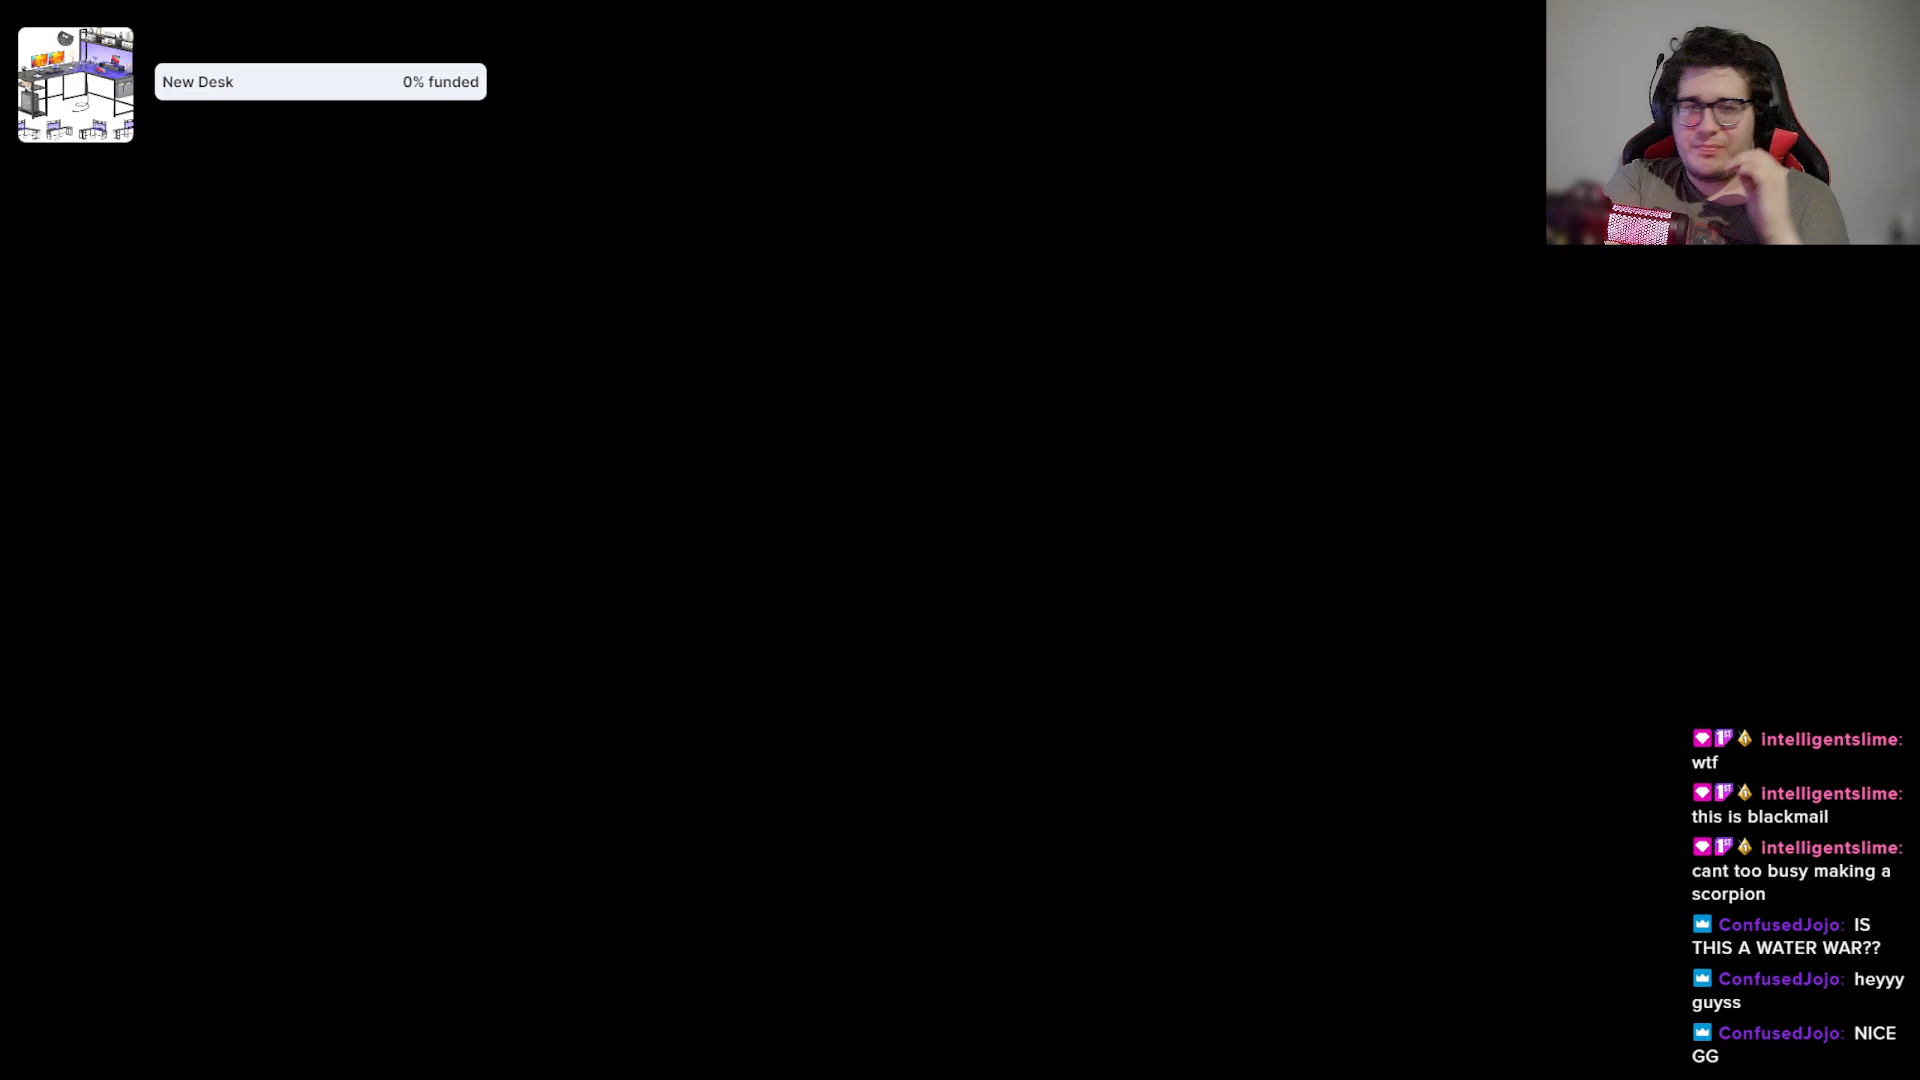 New Desk 0% funded
intelligentslime:
wtf
intelligentslime:
this is blackmail
intelligentslime:
cant too busy making a
scorpion
ConfusedJojo: IS
THIS A WATER WAR??
ConfusedJojo: heyyy
guyss
ConfusedJojo: NICE
GG